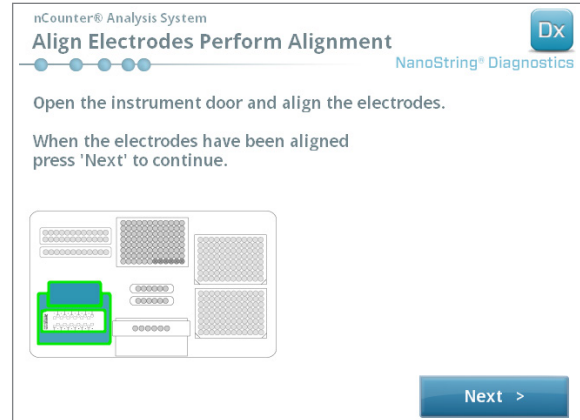 nCounter® Analysis System
Align Electrodes Perform Alignment
Dx
NanoString® Diagnostics
Open the instrument door and align the electrodes.
When the electrodes have been aligned
press 'Next' to continue.
Next >